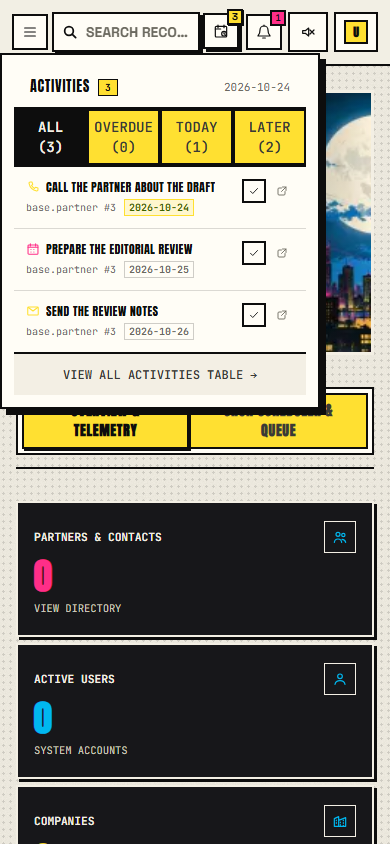 SEARCH RECO...
3
1
U
ACTIVITIES 3 2026-10-24
ALL (3)
OVERDUE (0)
TODAY (1)
LATER (2)
CALL THE PARTNER ABOUT THE DRAFT
base.partner #3 2026-10-24
PREPARE THE EDITORIAL REVIEW
base.partner #3 2026-10-25
SEND THE REVIEW NOTES
base.partner #3 2026-10-26
VIEW ALL ACTIVITIES TABLE →
TELEMETRY
QUEUE
PARTNERS & CONTACTS
VIEW DIRECTORY
ACTIVE USERS
SYSTEM ACCOUNTS
COMPANIES